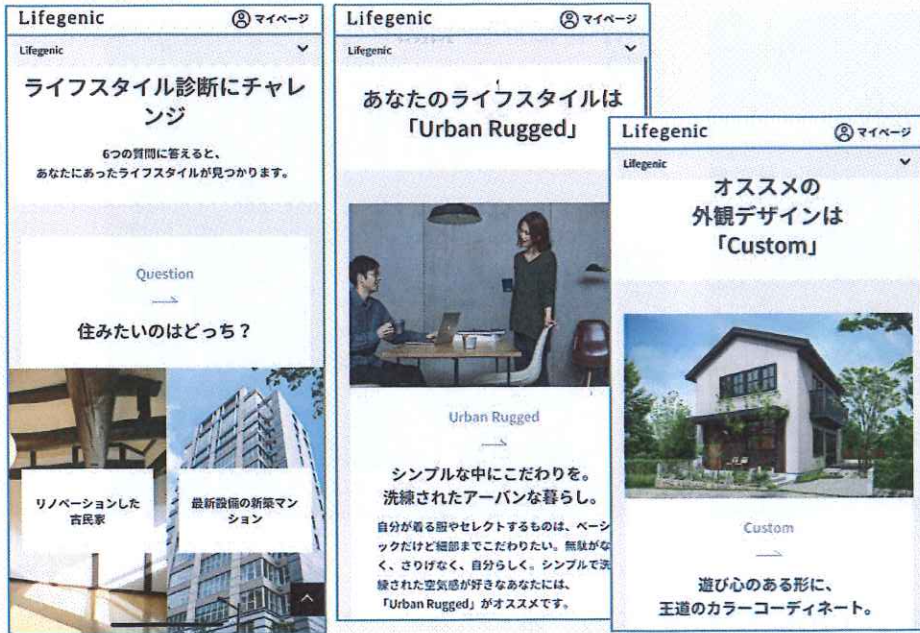 Lifegenic
マイページ
Lifegenic
ライフスタイル診断にチャレ
ンジ
6つの質問に答えると、
あなたにあったライフスタイルが見つかります。
Question
住みたいのはどっち？
リノベーションした
古民家
最新設備の新築マン
ション
Lifegenic
マイページ
Lifegenic
あなたのライフスタイルは
「Urban Rugged」
Urban Rugged
シンプルな中にこだわりを。
洗練されたアーバンな暮らし。
自分が着る服やセレクトするものは、ベーシ
ックだけど細部までこだわりたい。無駄がな
く、さりげなく、自分らしく。シンプルで洗
練された空気感が好きなあなたには、
「Urban Rugged」がオススメです。
Lifegenic
マイページ
Lifegenic
オススメの
外観デザインは
「Custom」
Custom
遊び心のある形に、
王道のカラーコーディネート。